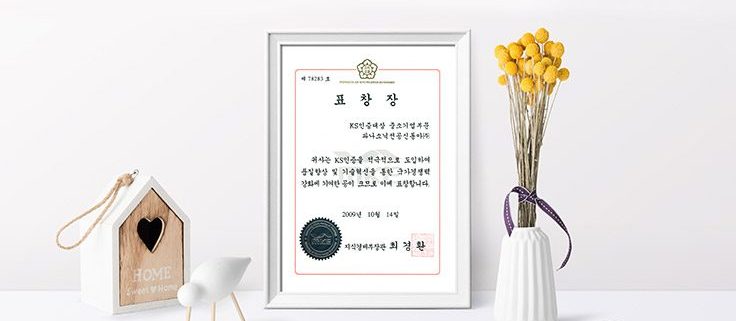 제 78283 호
표 창 장
KS인증대상 중소기업부문
파나소닉전공신동아㈜
귀사는 KS인증을 적극적으로 도입하여
품질향상 및 기술혁신을 통한 국가경쟁력
강화에 기여한 공이 크므로 이에 표창합니다.
2009년 10월 14일
지식경제부장관 최 경 환
HOME
Sweet Home